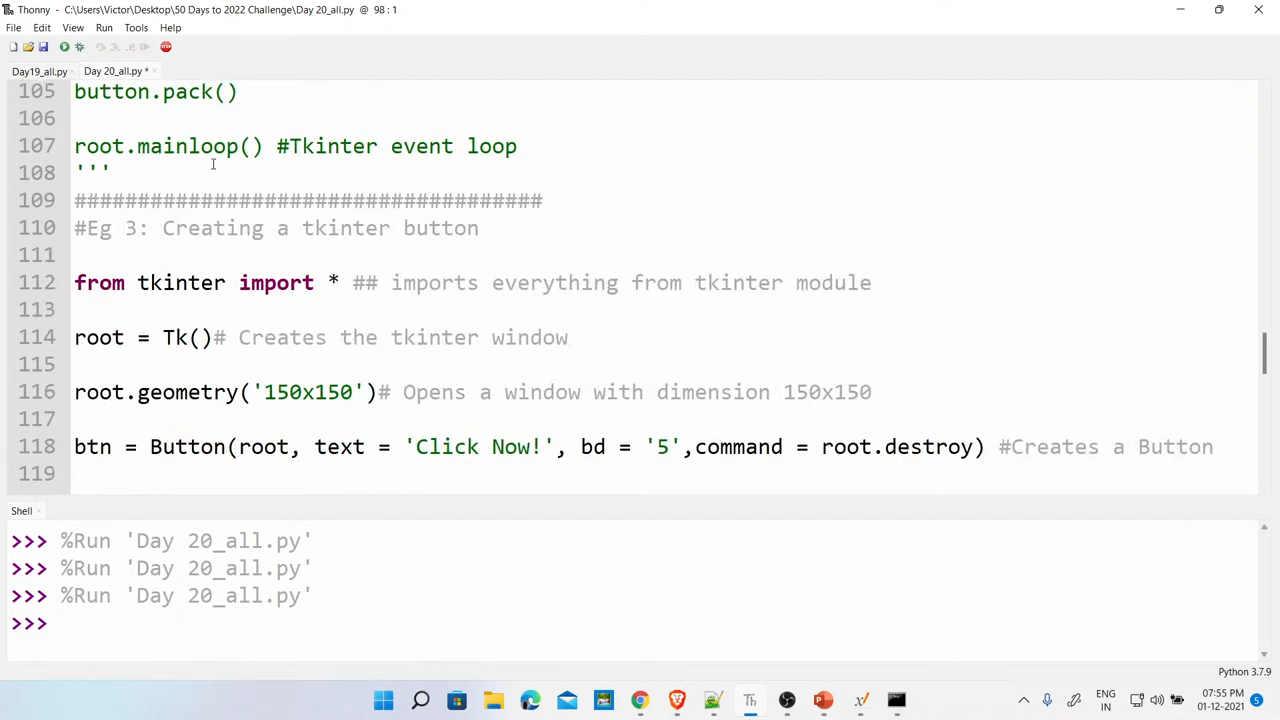 Thonny - C:\Users\Victor\Desktop\50 Days to 2022 Challenge\Day 20_all.py @ 98 : 1
File Edit View Run Tools Help
STOP
Day19_all.py × Day 20_all.py * ×
105 button.pack()
106
107 root.mainloop() #Tkinter event loop
108 '''
109 #####################################
110 #Eg 3: Creating a tkinter button
111
112 from tkinter import * ## imports everything from tkinter module
113
114 root = Tk()# Creates the tkinter window
115
116 root.geometry('150x150')# Opens a window with dimension 150x150
117
118 btn = Button(root, text = 'Click Now!', bd = '5',command = root.destroy) #Creates a Button
119
Shell ×
>>> %Run 'Day 20_all.py'
>>> %Run 'Day 20_all.py'
>>> %Run 'Day 20_all.py'
>>>
Python 3.7.9
Th
ENG
IN
07:55 PM
01-12-2021
5